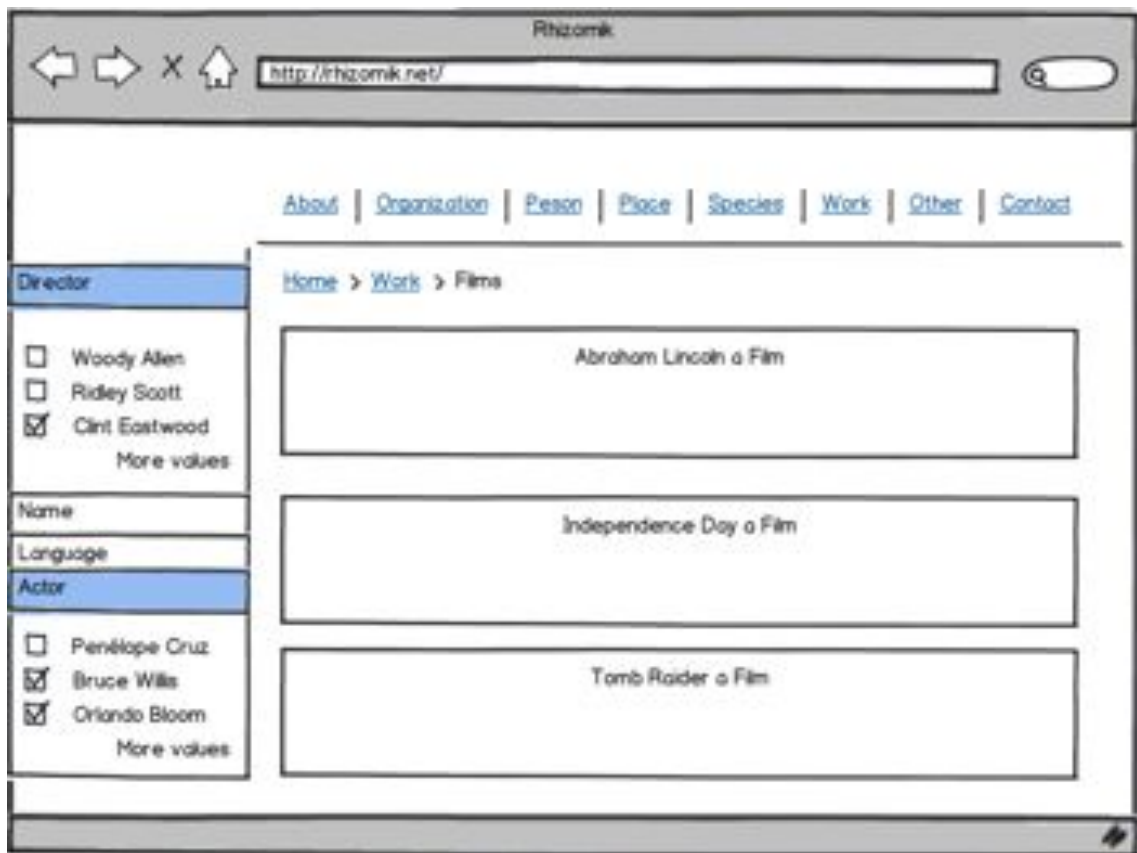 Rhizomik
http://rhizomik.net/
About | Organization | Peson | Place | Species | Work | Other | Contact
Director
Woody Allen
Ridley Scott
Clint Eastwood
More values
Name
Language
Actor
Penélope Cruz
Bruce Willis
Orlando Bloom
More values
Home > Work > Films
Abraham Lincoln a Film
Independence Day a Film
Tomb Raider a Film